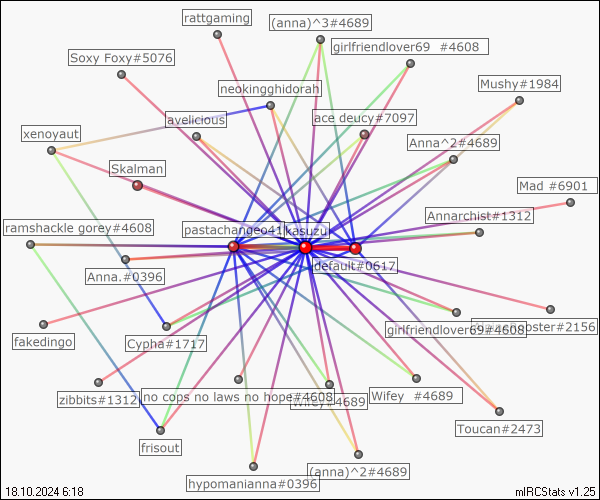 rattgaming
(anna)^3#4689
girlfriendlover69 #4608
Soxy Foxy#5076
neokingghidorah
Mushy#1984
avelicious
ace deucy#7097
xenoyaut
Anna^2#4689
Skalman
Mad #6901
Annarchist#1312
ramshackle gorey#4608
pastachangeo41
kasuzu
default#0617
Anna.#0396
girlfriendlover69#4608
#2156
fakedingo
Cypha#1717
zibbits#1312
no cops no laws no hope#4608
Wifey#4689
Wifey #4689
Toucan#2473
frisout
hypomanianna#0396
(anna)^2#4689
18.10.2024 6:18
mIRCStats v1.25